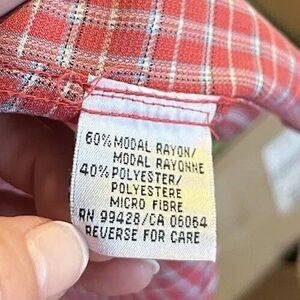 60% MODAL RAYON/
MODAL RAYONNE
40% POLYESTER/
POLYESTERE
MICRO FIBRE
RN 99428/CA 06064
REVERSE FOR CARE